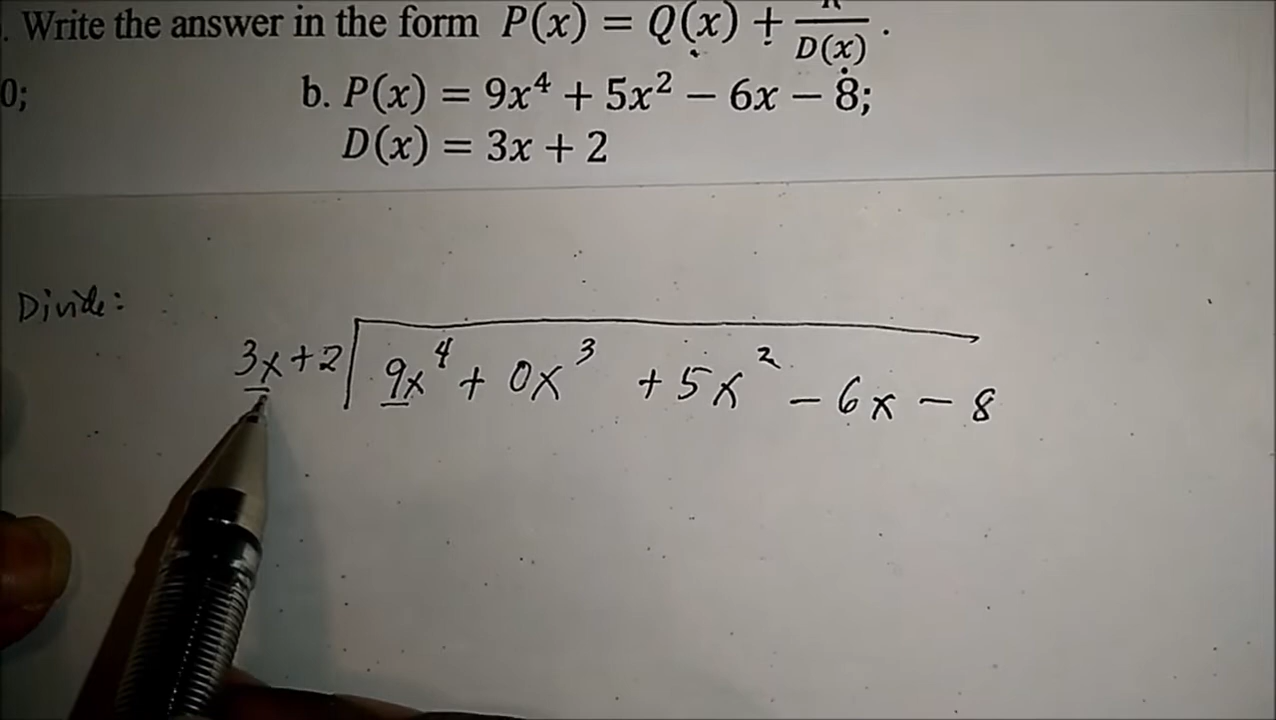 . Write the answer in the form P(x) = Q(x) + R/D(x) .
0;
b. P(x) = 9x⁴ + 5x² − 6x − 8;
D(x) = 3x + 2
Divide:
3x+2 9x⁴ + 0x³ + 5x² − 6x − 8